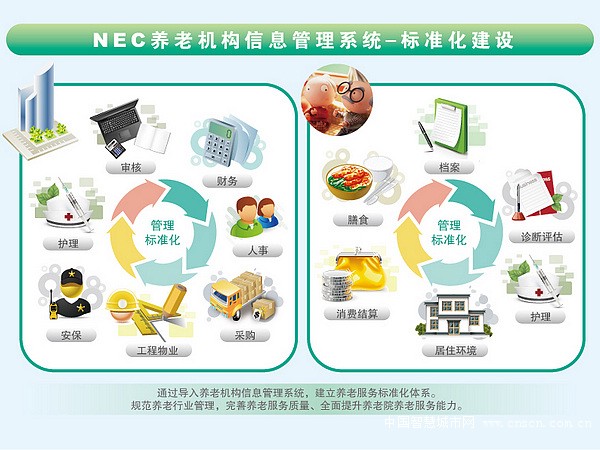 NEC养老机构信息管理系统–标准化建设
审核
财务
护理
管理
标准化
人事
安保
工程物业
采购
档案
膳食
管理
标准化
诊断评估
消费结算
护理
居住环境
通过导入养老机构信息管理系统，建立养老服务标准化体系。
规范养老行业管理，完善养老服务质量、全面提升养老院养老服务能力。
中国智慧城市网